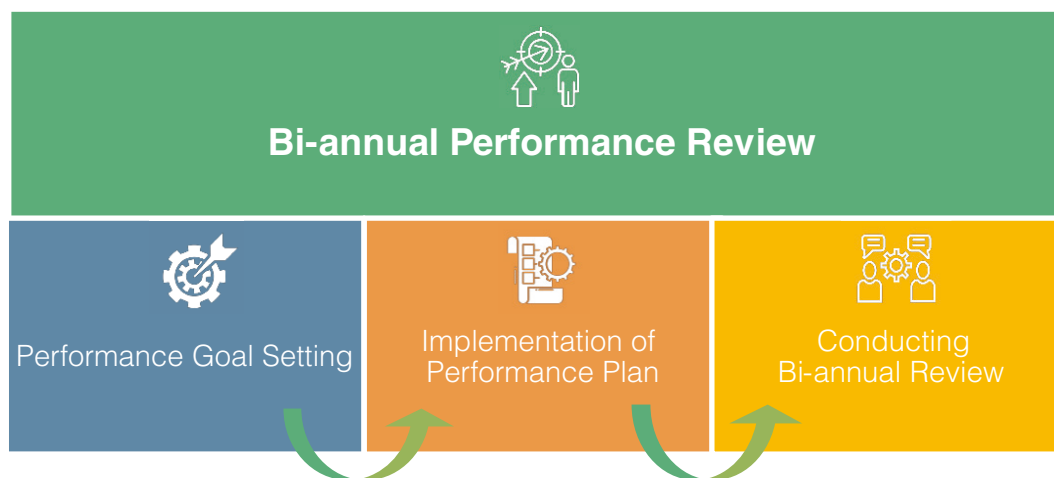 Bi-annual Performance Review
Performance Goal Setting
Implementation of
Performance Plan
Conducting
Bi-annual Review